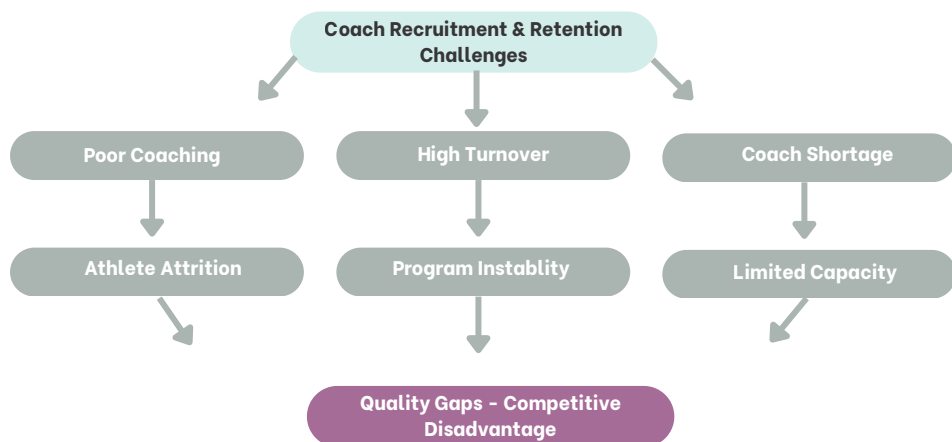 Coach Recruitment & Retention
Challenges
Poor Coaching
High Turnover
Coach Shortage
Athlete Attrition
Program Instablity
Limited Capacity
Quality Gaps - Competitive
Disadvantage